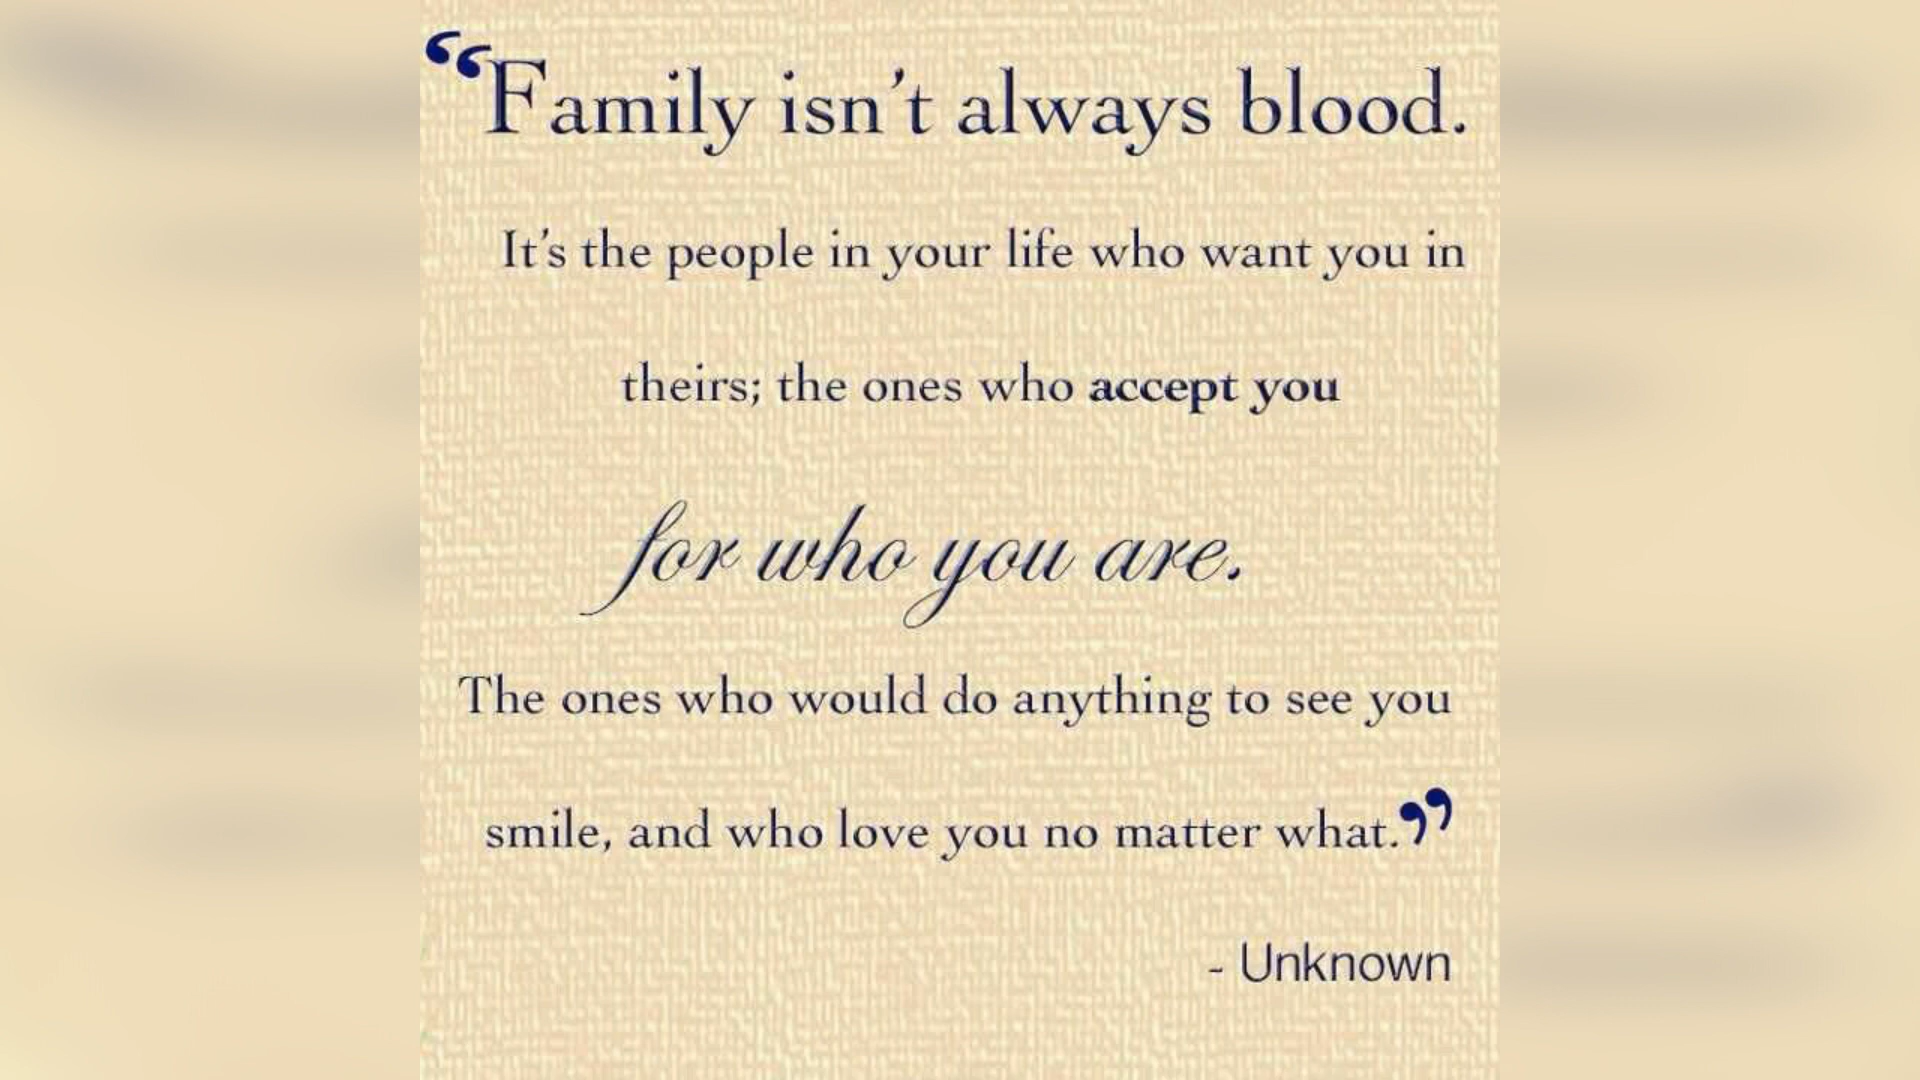 “Family isn’t always blood.
It’s the people in your life who want you in
theirs; the ones who accept you
for who you are.
The ones who would do anything to see you
smile, and who love you no matter what.”
- Unknown